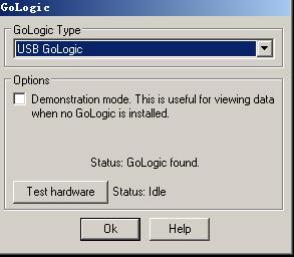 GoLogic
GoLogic Type
USB GoLogic
Options
Demonstration mode. This is useful for viewing data
when no GoLogic is installed.
Status: GoLogic found.
Test hardware Status: Idle
Ok Help